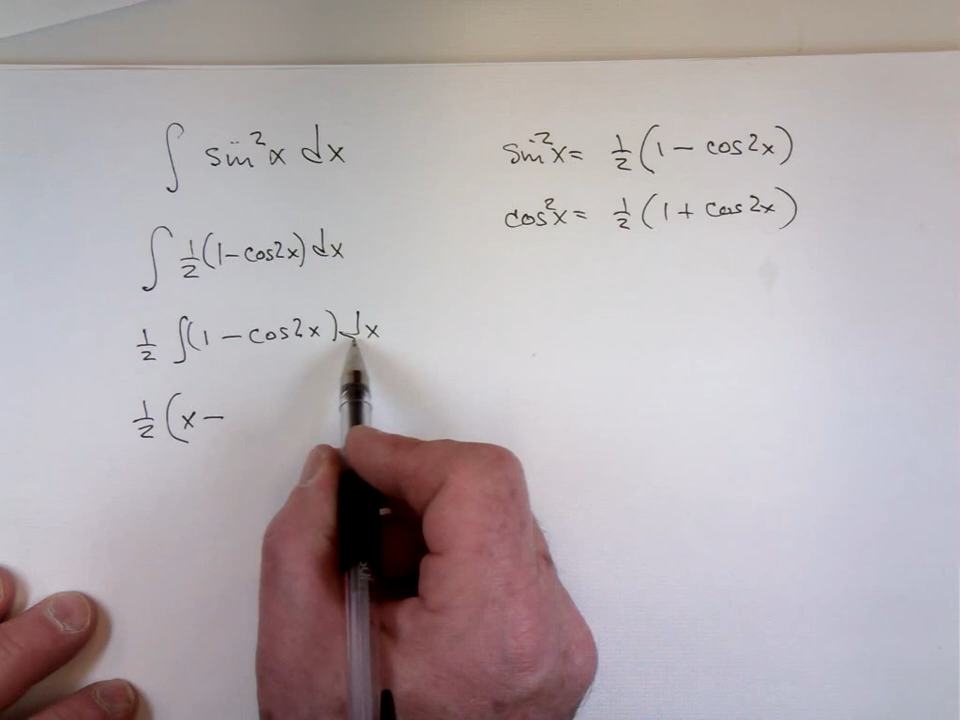 ∫ sin²x dx
sin²x = ½(1 − cos2x)
cos²x = ½(1 + cos2x)
∫ ½(1−cos2x) dx
½ ∫(1 − cos2x) dx
½ (x −